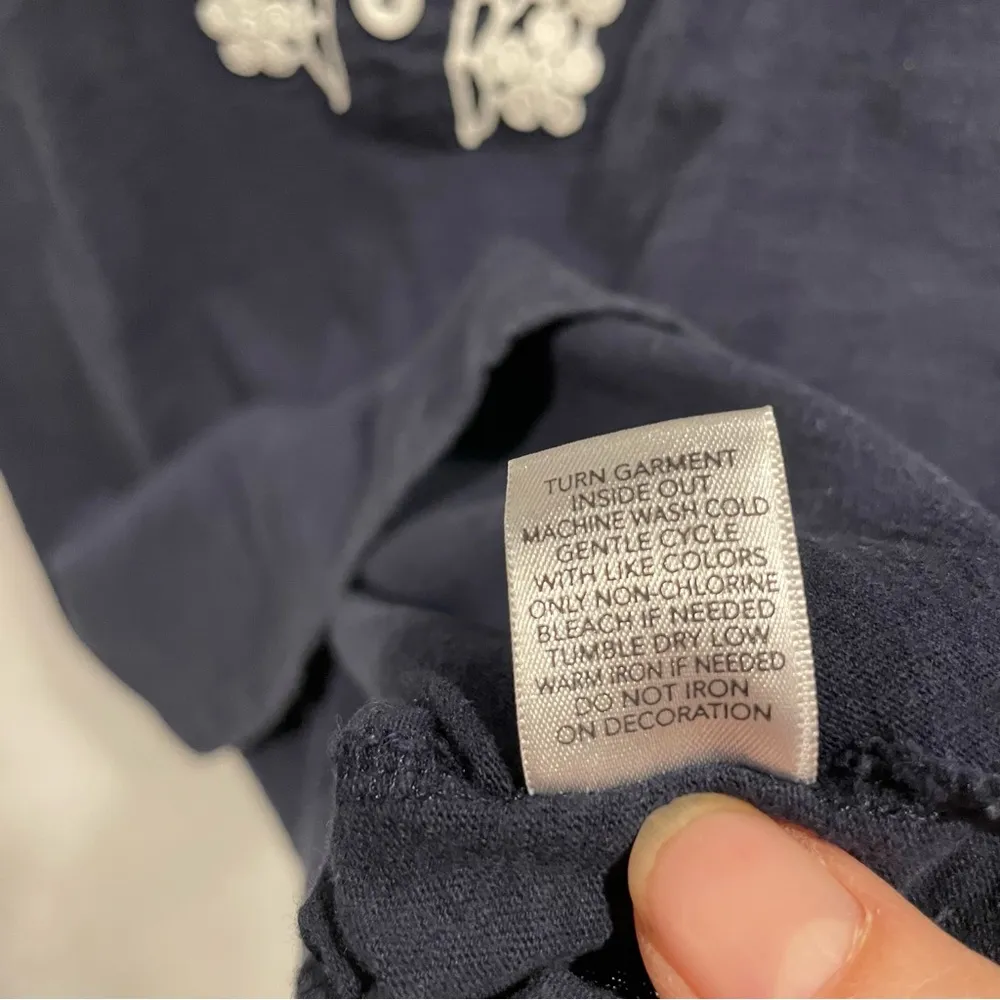 TURN GARMENT
INSIDE OUT
MACHINE WASH COLD
GENTLE CYCLE
WITH LIKE COLORS
ONLY NON-CHLORINE
BLEACH IF NEEDED
TUMBLE DRY LOW
WARM IRON IF NEEDED
DO NOT IRON
ON DECORATION